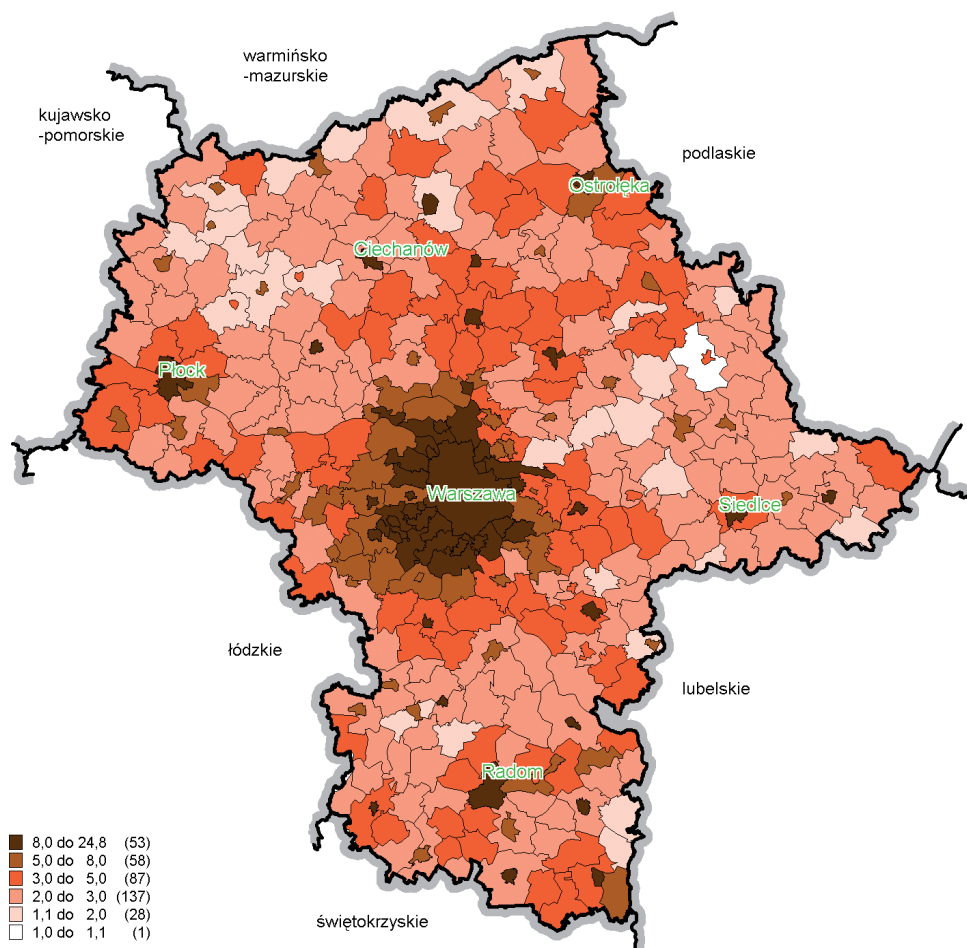 warmińsko
-mazurskie
kujawsko
-pomorskie
podlaskie
Ostrołęka
Ciechanów
Płock
Warszawa
Siedlce
łódzkie
lubelskie
Radom
świętokrzyskie
8,0 do 24,8 (53)
5,0 do 8,0 (58)
3,0 do 5,0 (87)
2,0 do 3,0 (137)
1,1 do 2,0 (28)
1,0 do 1,1 (1)